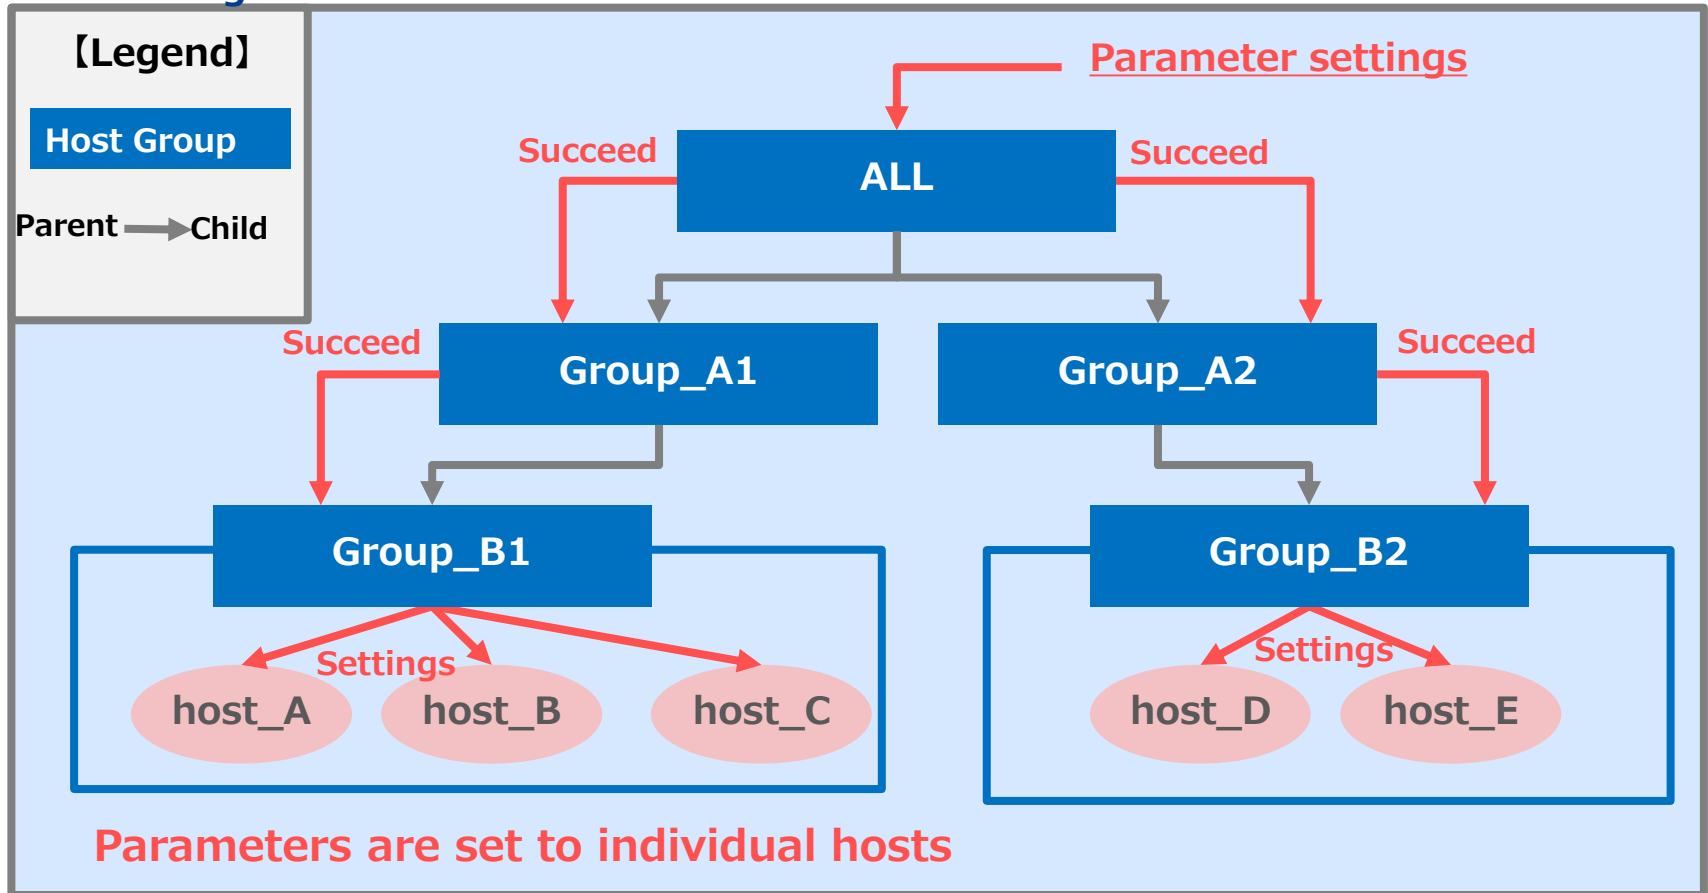 【Legend】
Host Group
Parent
Child
Parameter settings
Succeed
Succeed
ALL
Succeed
Succeed
Group_A1
Group_A2
Group_B1
Group_B2
Settings
Settings
host_A
host_B
host_C
host_D
host_E
Parameters are set to individual hosts